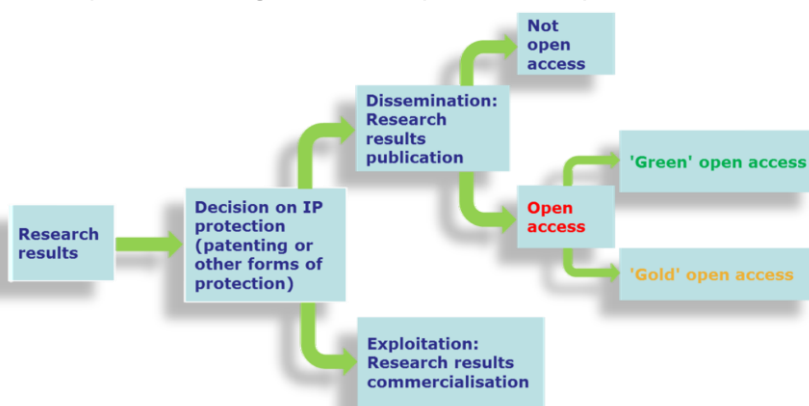 Not
open
access
Dissemination:
Research
results
publication
'Green' open access
Open
access
Research
results
Decision on IP
protection
(patenting or
other forms of
protection)
'Gold' open access
Exploitation:
Research results
commercialisation